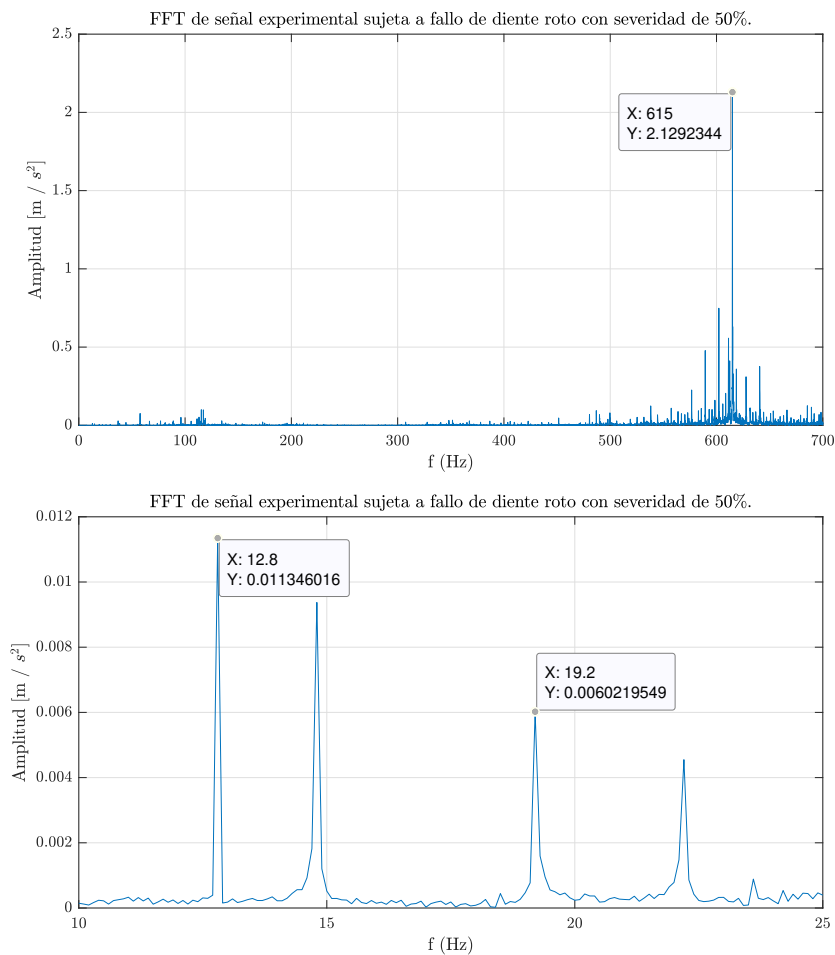 FFT de señal experimental sujeta a fallo de diente roto con severidad de 50%.
2.5
2
1.5
1
0.5
0
Amplitud [m / s²]
X: 615
Y: 2.1292344
0 100 200 300 400 500 600 700
f (Hz)
FFT de señal experimental sujeta a fallo de diente roto con severidad de 50%.
0.012
0.01
0.008
0.006
0.004
0.002
0
Amplitud [m / s²]
X: 12.8
Y: 0.011346016
X: 19.2
Y: 0.0060219549
10 15 20 25
f (Hz)